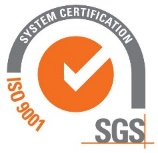 SYSTEM CERTIFICATION
ISO 9001
SGS